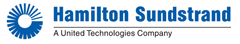 Hamilton Sundstrand
A United Technologies Company